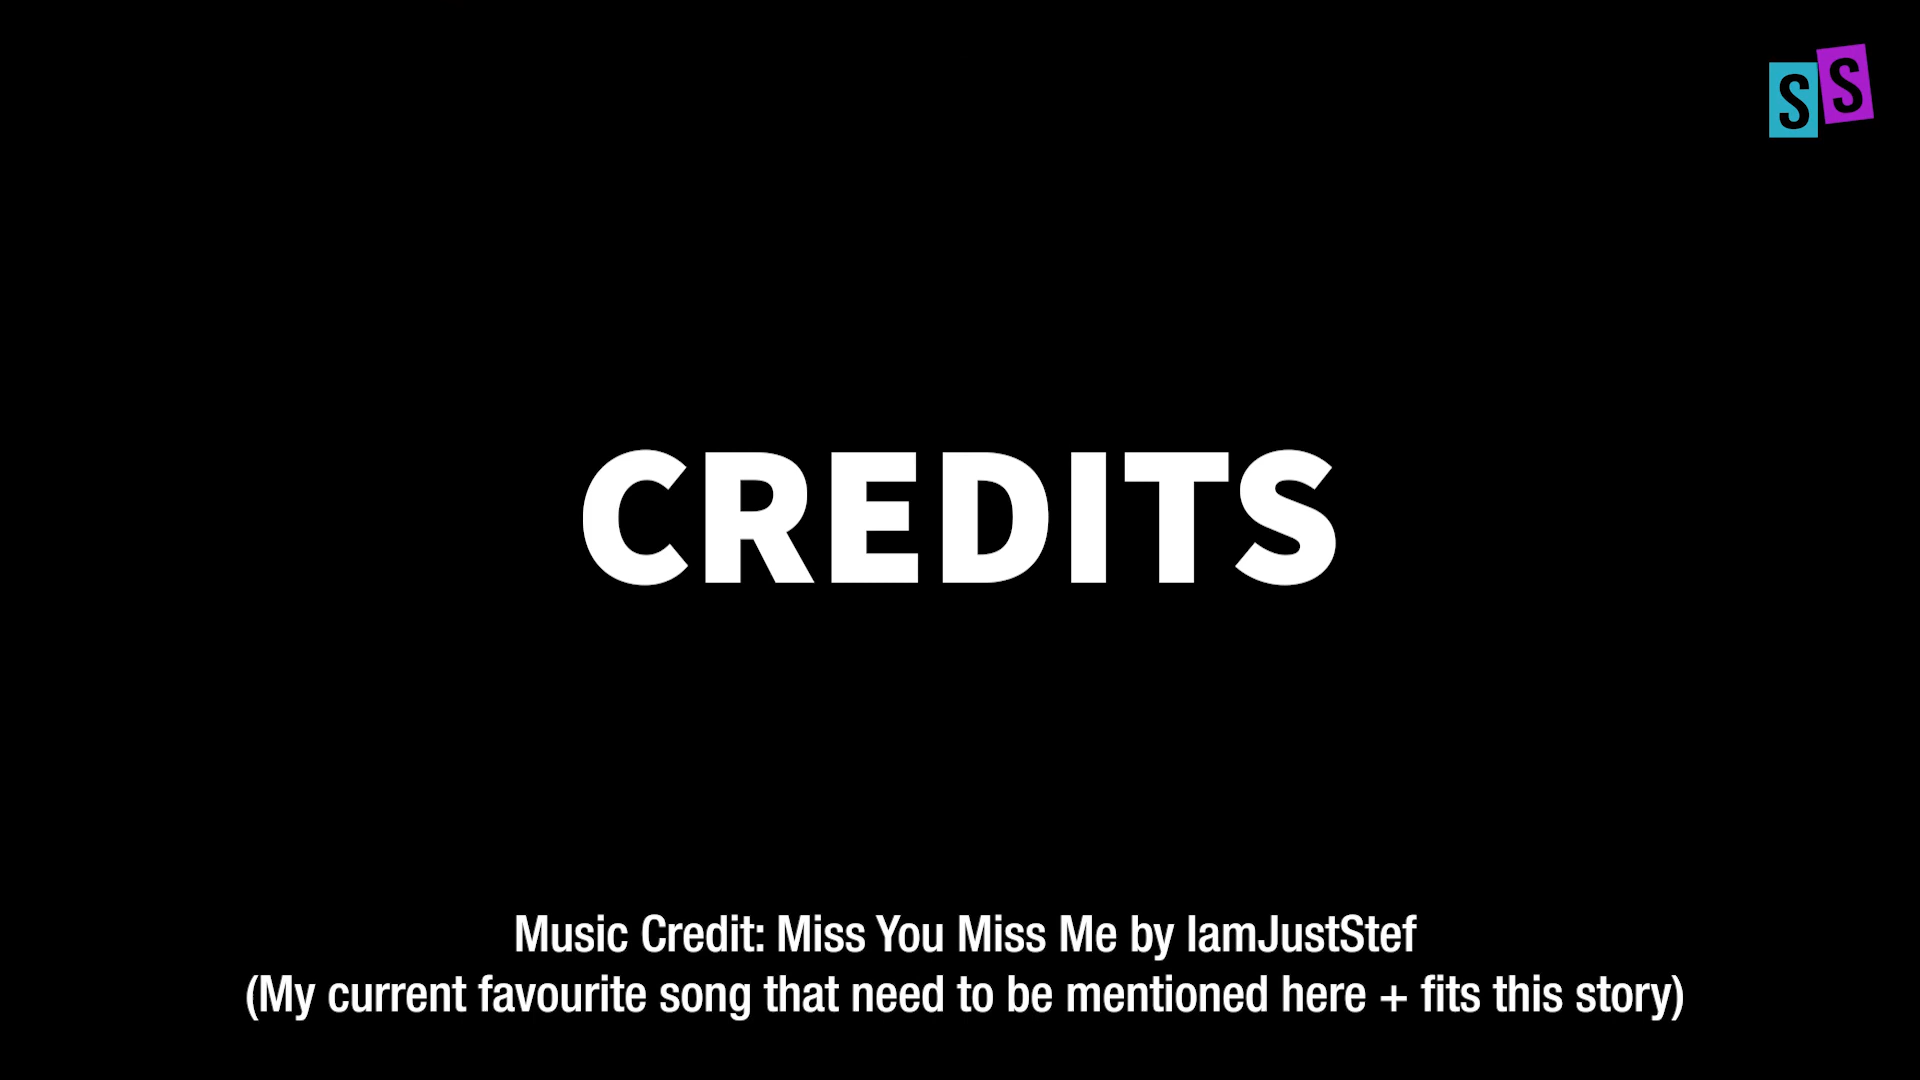 SS
CREDITS
Music Credit: Miss You Miss Me by IamJustStef
(My current favourite song that need to be mentioned here + fits this story)